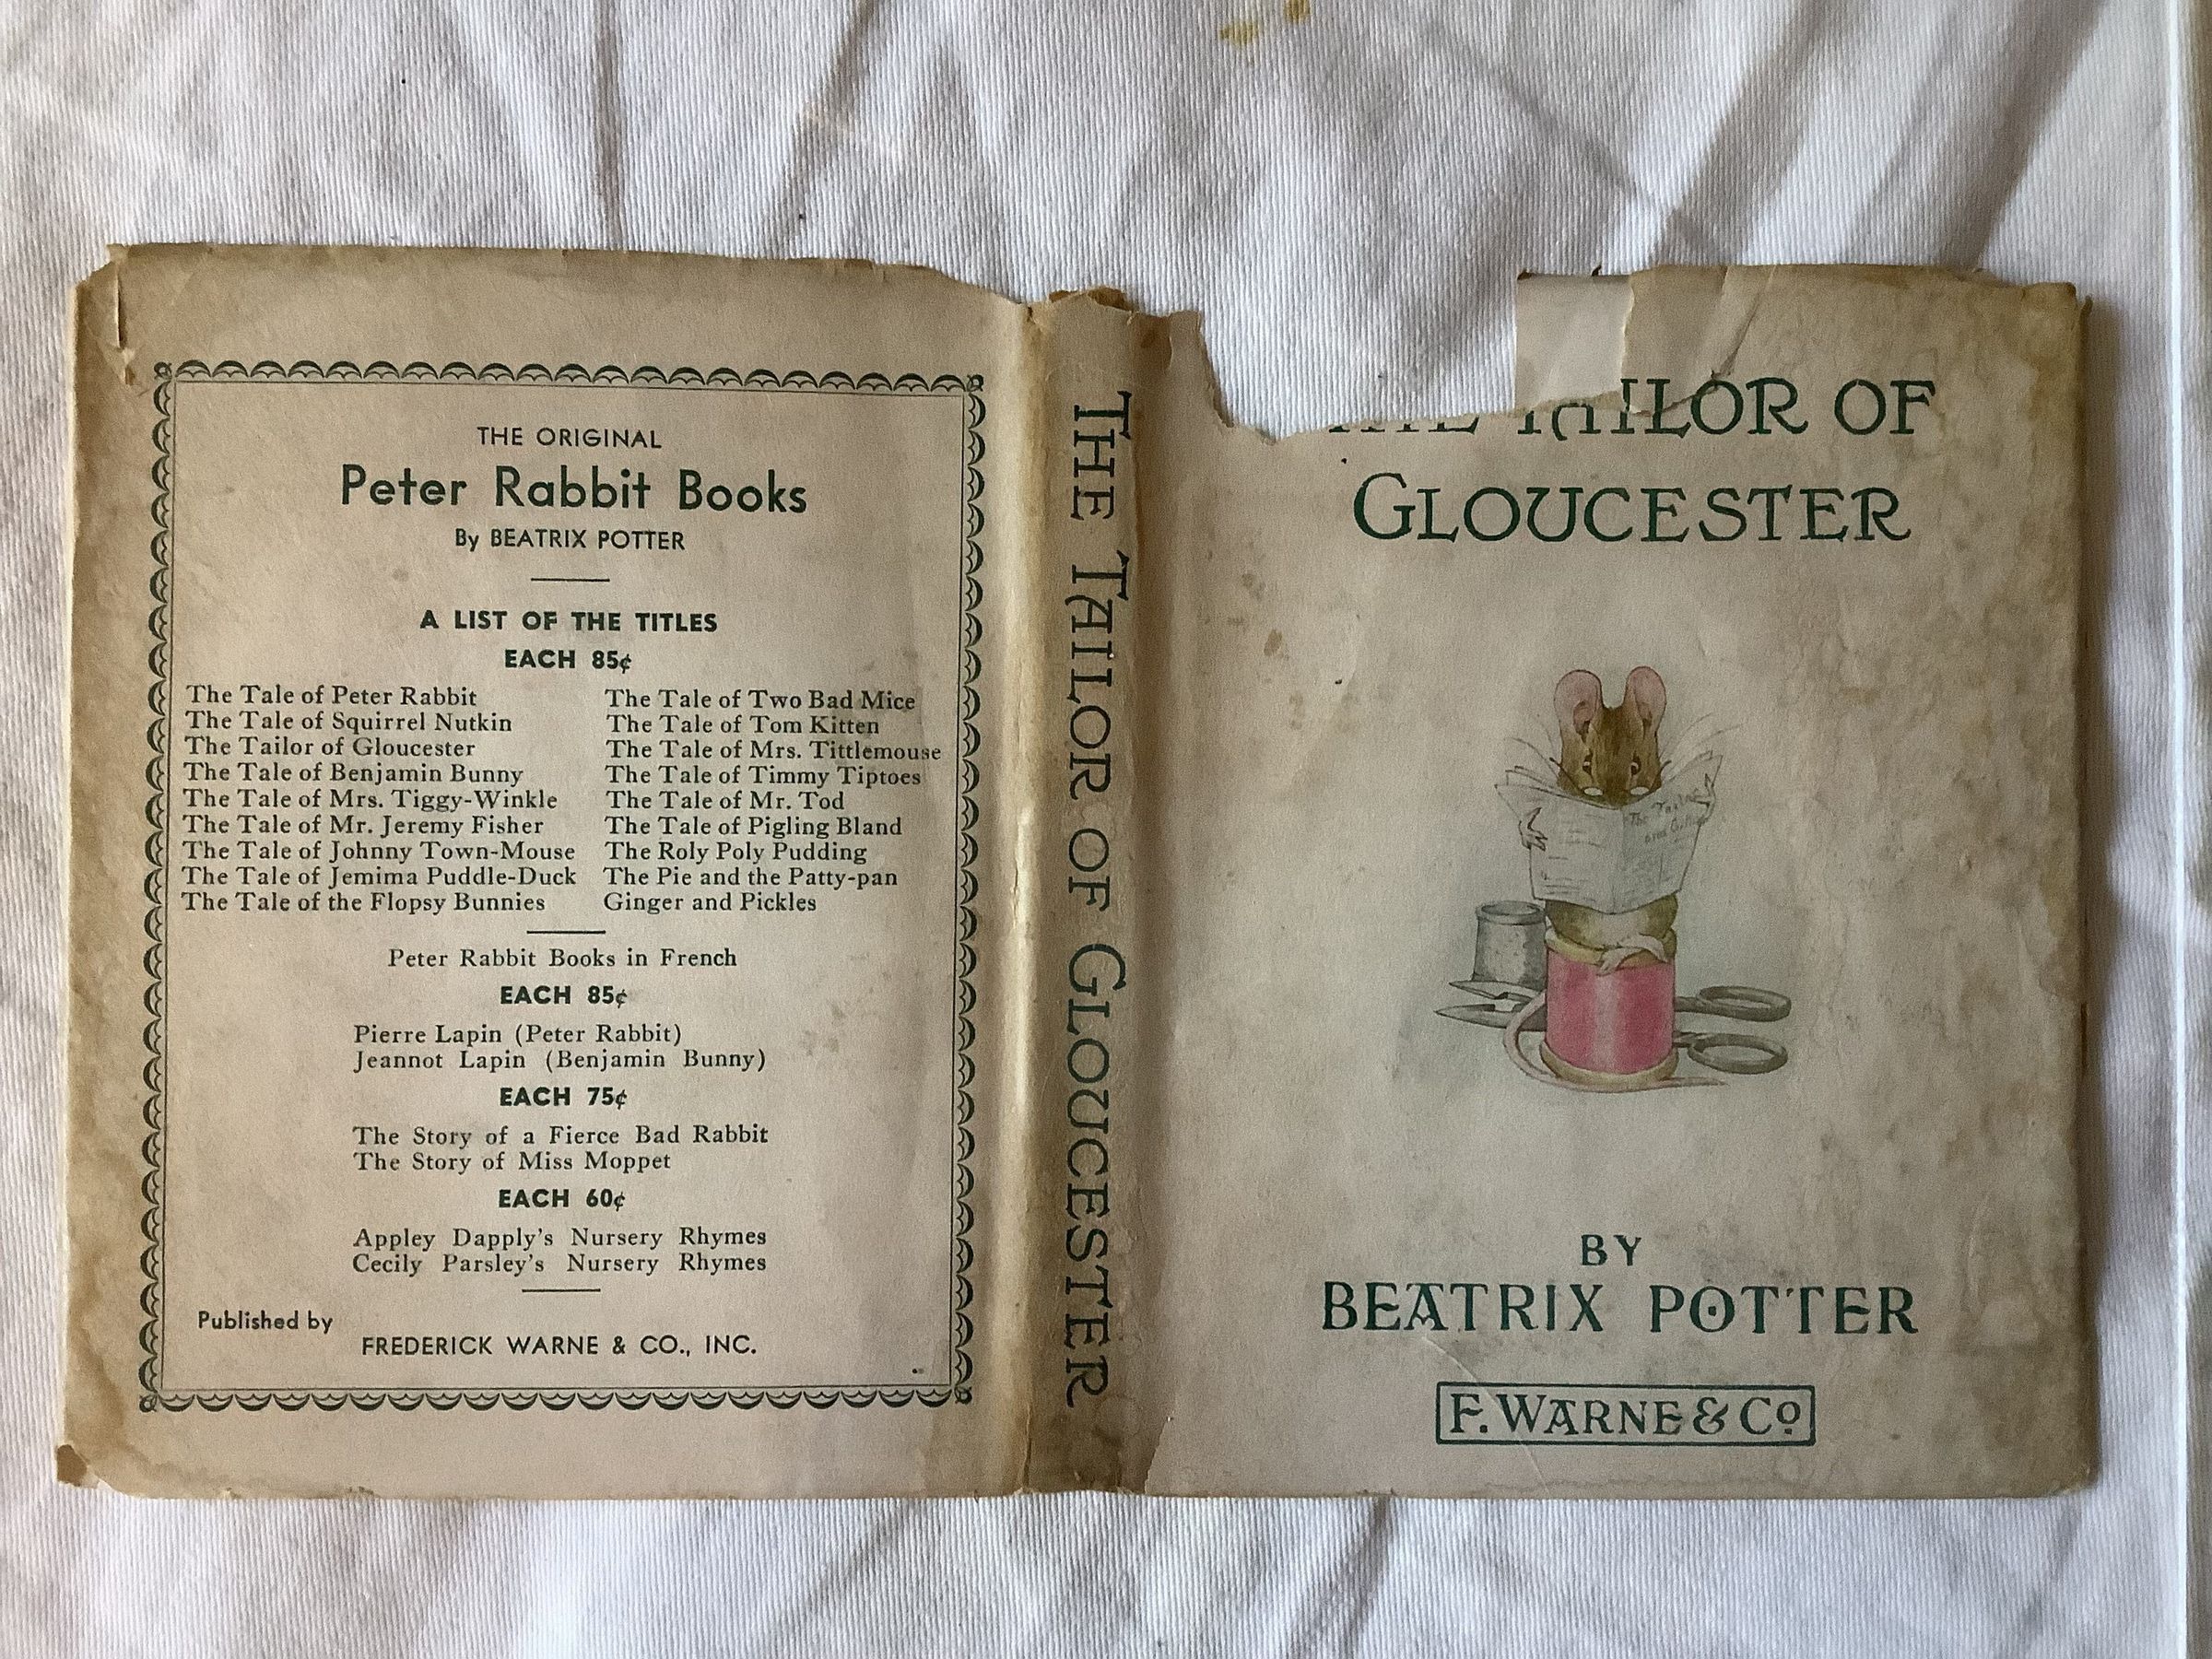 THE ORIGINAL
Peter Rabbit Books
By BEATRIX POTTER
A LIST OF THE TITLES
EACH 85¢
The Tale of Peter Rabbit
The Tale of Squirrel Nutkin
The Tailor of Gloucester
The Tale of Benjamin Bunny
The Tale of Mrs. Tiggy-Winkle
The Tale of Mr. Jeremy Fisher
The Tale of Johnny Town-Mouse
The Tale of Jemima Puddle-Duck
The Tale of the Flopsy Bunnies
The Tale of Two Bad Mice
The Tale of Tom Kitten
The Tale of Mrs. Tittlemouse
The Tale of Timmy Tiptoes
The Tale of Mr. Tod
The Tale of Pigling Bland
The Roly Poly Pudding
The Pie and the Patty-pan
Ginger and Pickles
Peter Rabbit Books in French
EACH 85¢
Pierre Lapin (Peter Rabbit)
Jeannot Lapin (Benjamin Bunny)
EACH 75¢
The Story of a Fierce Bad Rabbit
The Story of Miss Moppet
EACH 60¢
Appley Dapply's Nursery Rhymes
Cecily Parsley's Nursery Rhymes
Published by
FREDERICK WARNE & CO., INC.
THE TAILOR OF GLOUCESTER
THE TAILOR OF
GLOUCESTER
The Tailor
BY
BEATRIX POTTER
F. WARNE & Co